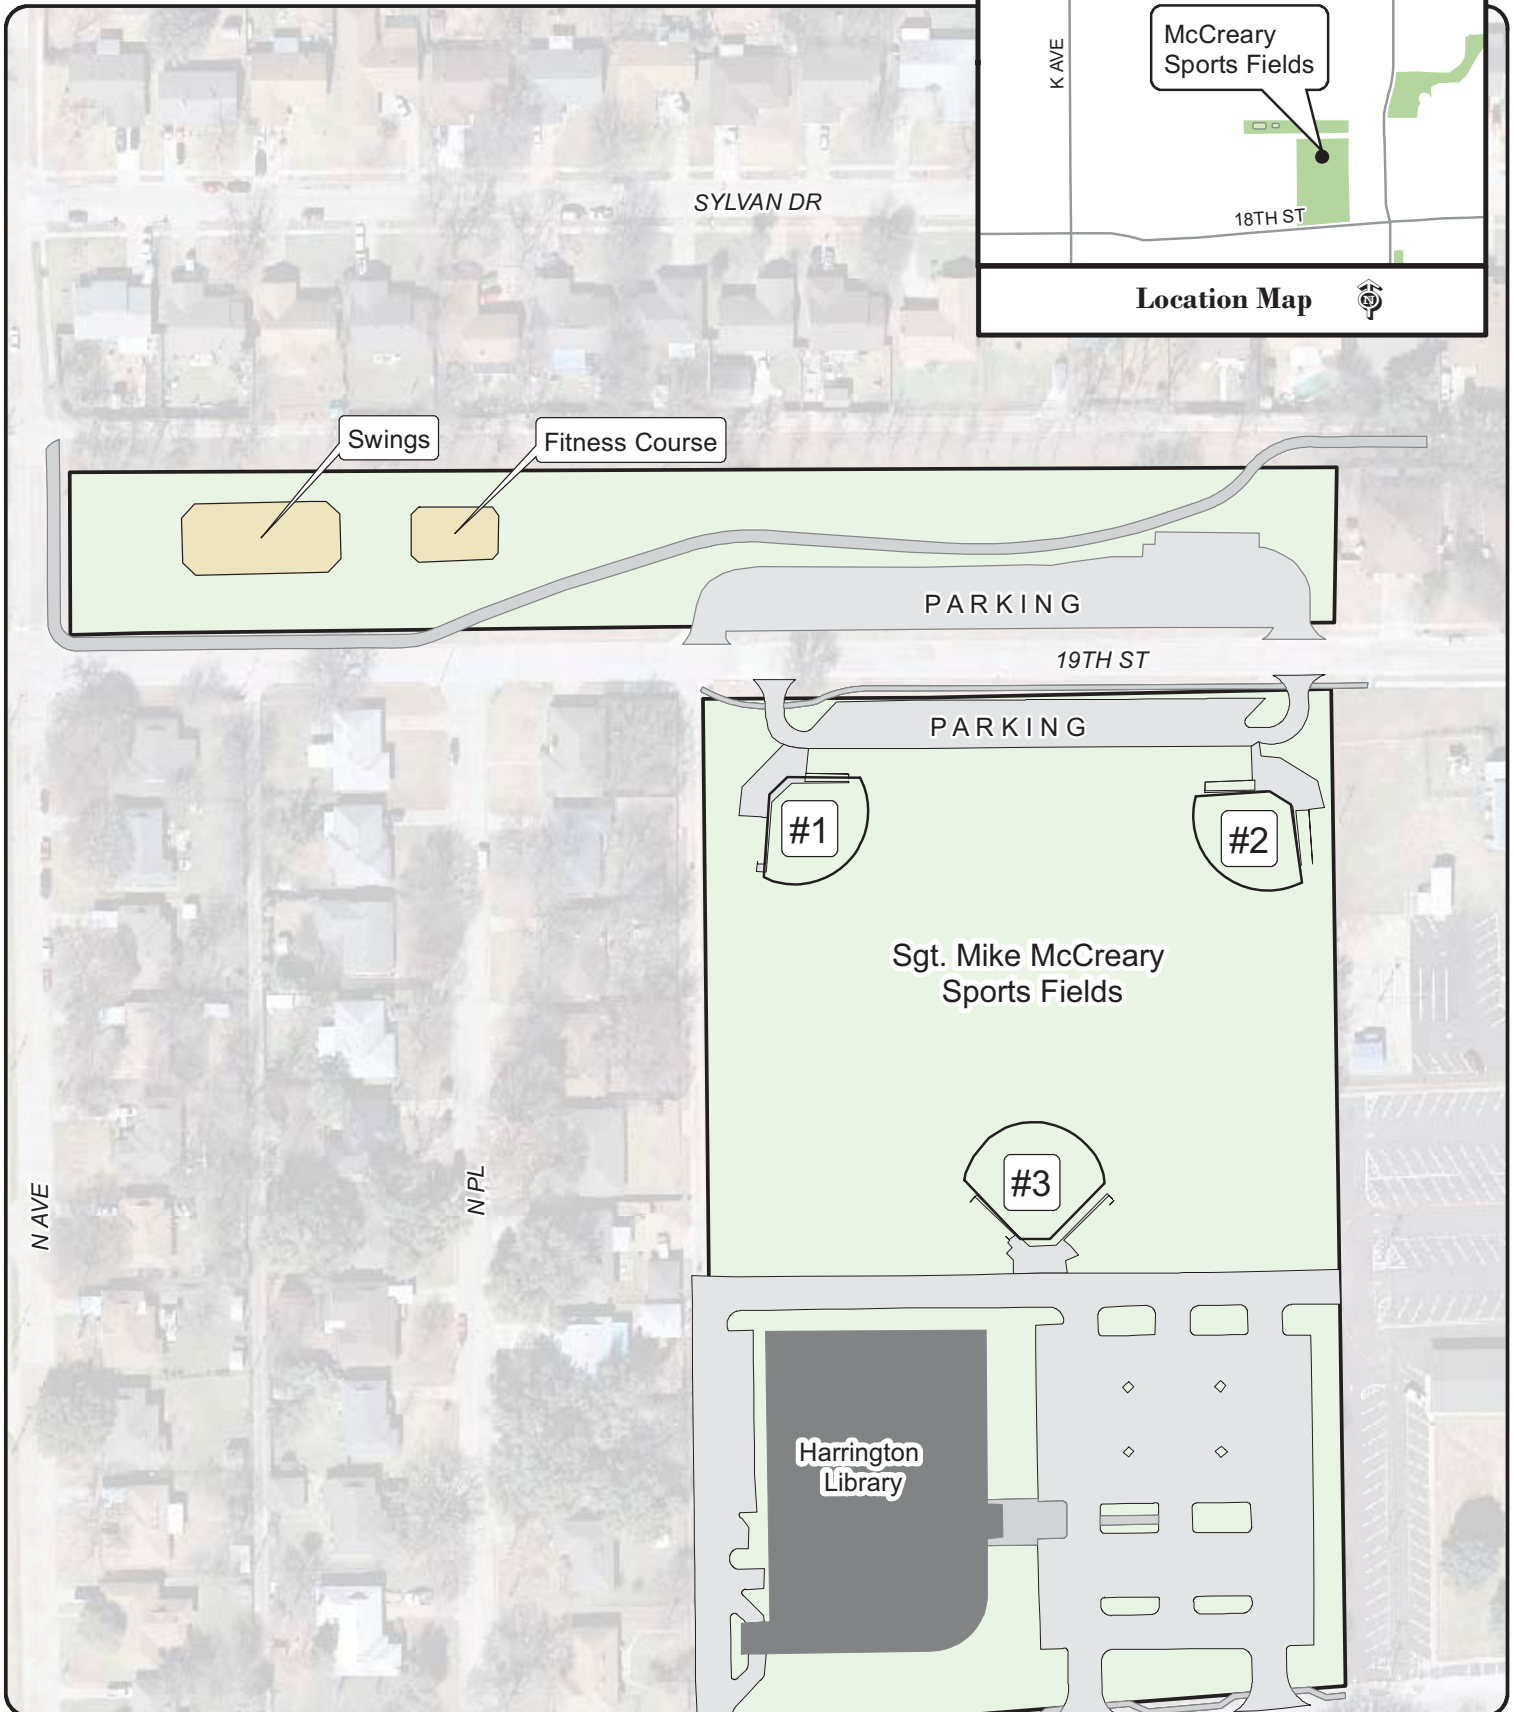 K AVE
McCreary
Sports Fields
18TH ST
Location Map
N
SYLVAN DR
Swings
Fitness Course
PARKING
19TH ST
PARKING
#1
#2
Sgt. Mike McCreary
Sports Fields
#3
N AVE
N PL
Harrington
Library